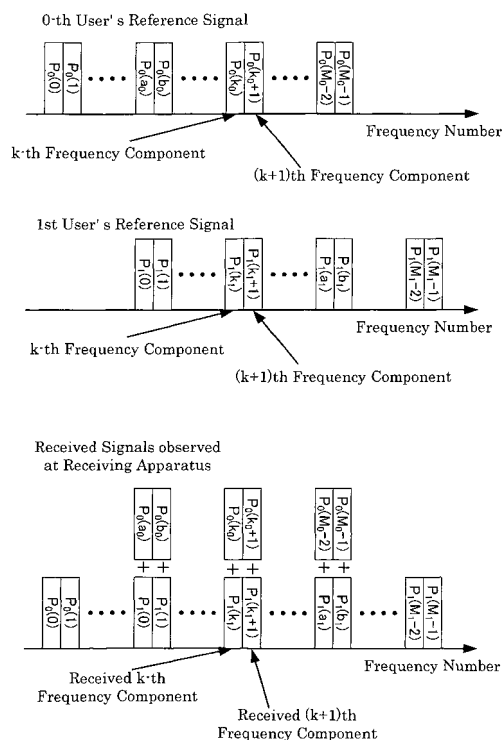 0-th User's Reference Signal
P₀(0) P₀(1) •••• P₀(a₀) P₀(b₀) •••• P₀(k₀) P₀(k₀+1) •••• P₀(M₀-2) P₀(M₀-1)
Frequency Number
k-th Frequency Component
(k+1)th Frequency Component
1st User's Reference Signal
P₁(0) P₁(1) •••• P₁(k₁) P₁(k₁+1) •••• P₁(a₁) P₁(b₁) P₁(M₁-2) P₁(M₁-1)
Frequency Number
k-th Frequency Component
(k+1)th Frequency Component
Received Signals observed
at Receiving Apparatus
P₀(a₀) P₀(b₀) P₀(k₀) P₀(k₀+1) P₀(M₀-2) P₀(M₀-1)
+ + + + + +
P₀(0) P₀(1) •••• P₁(0) P₁(1) •••• P₁(k₁) P₁(k₁+1) •••• P₁(a₁) P₁(b₁) •••• P₁(M₁-2) P₁(M₁-1)
Frequency Number
Received k-th
Frequency Component
Received (k+1)th
Frequency Component